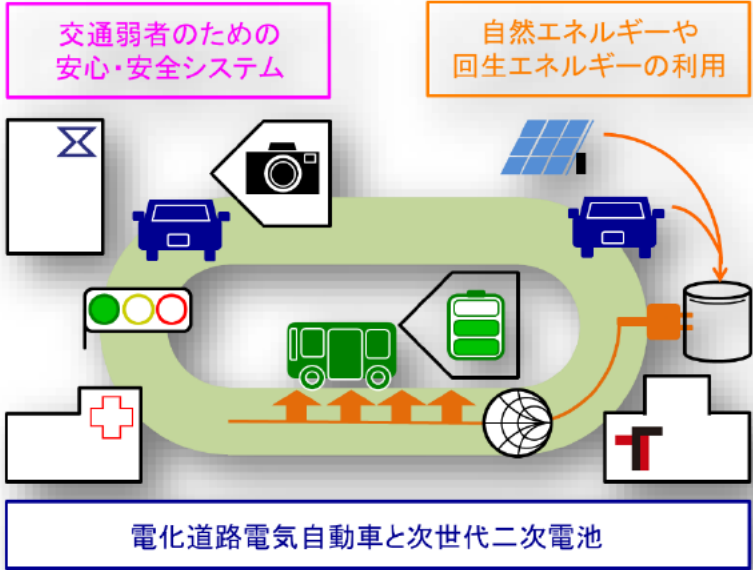 交通弱者のための
安心・安全システム
自然エネルギーや
回生エネルギーの利用
電化道路電気自動車と次世代二次電池